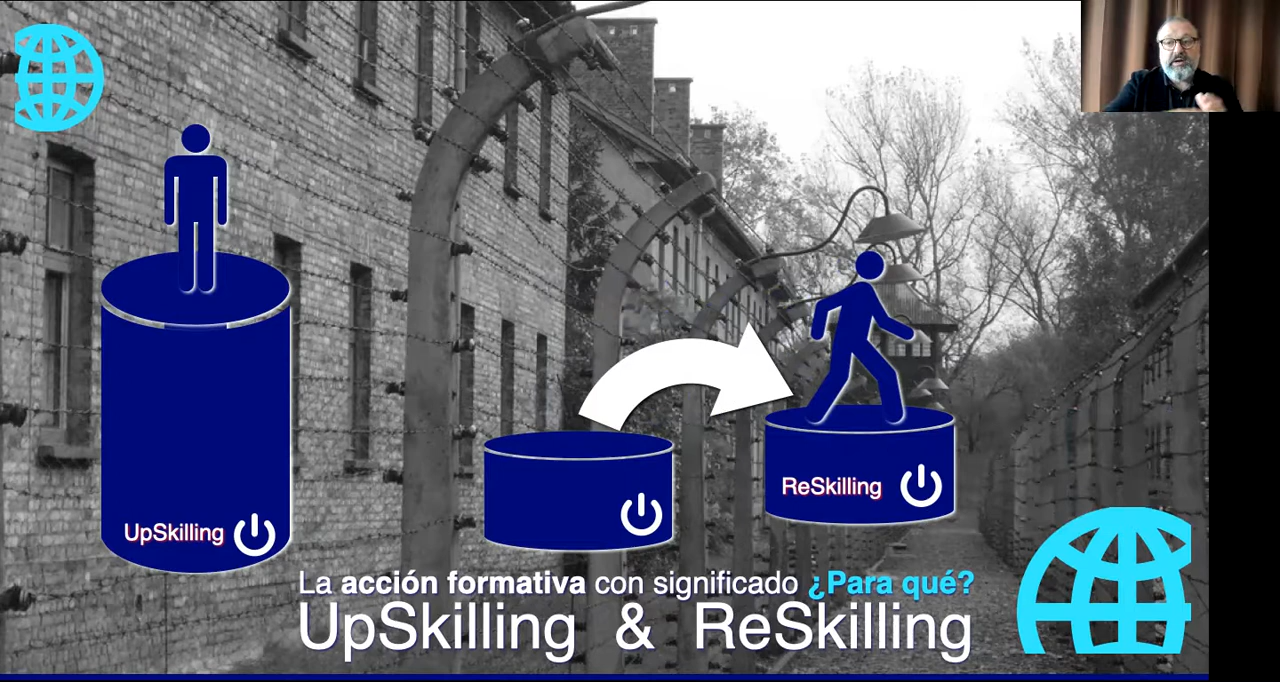 UpSkilling
ReSkilling
La acción formativa con significado ¿Para qué?
UpSkilling & ReSkilling